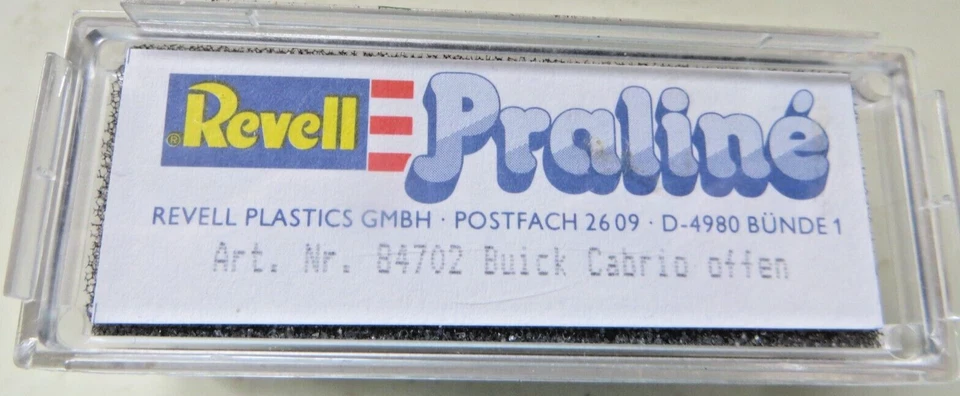 ® Revell Praliné
REVELL PLASTICS GMBH · POSTFACH 2609 · D-4980 BÜNDE 1
Art. Nr. 84702 Buick Cabrio offen